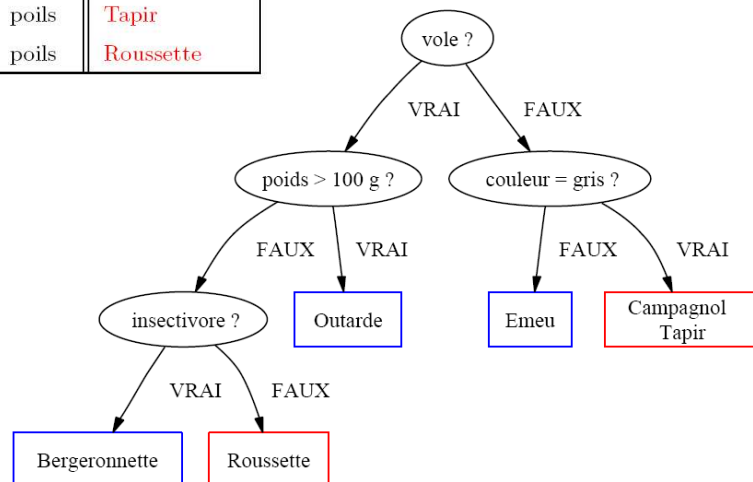 poils Tapir
poils Roussette
vole ?
VRAI FAUX
poids > 100 g ? couleur = gris ?
FAUX VRAI FAUX VRAI
insectivore ? Outarde Emeu Campagnol
Tapir
VRAI FAUX
Bergeronnette Roussette